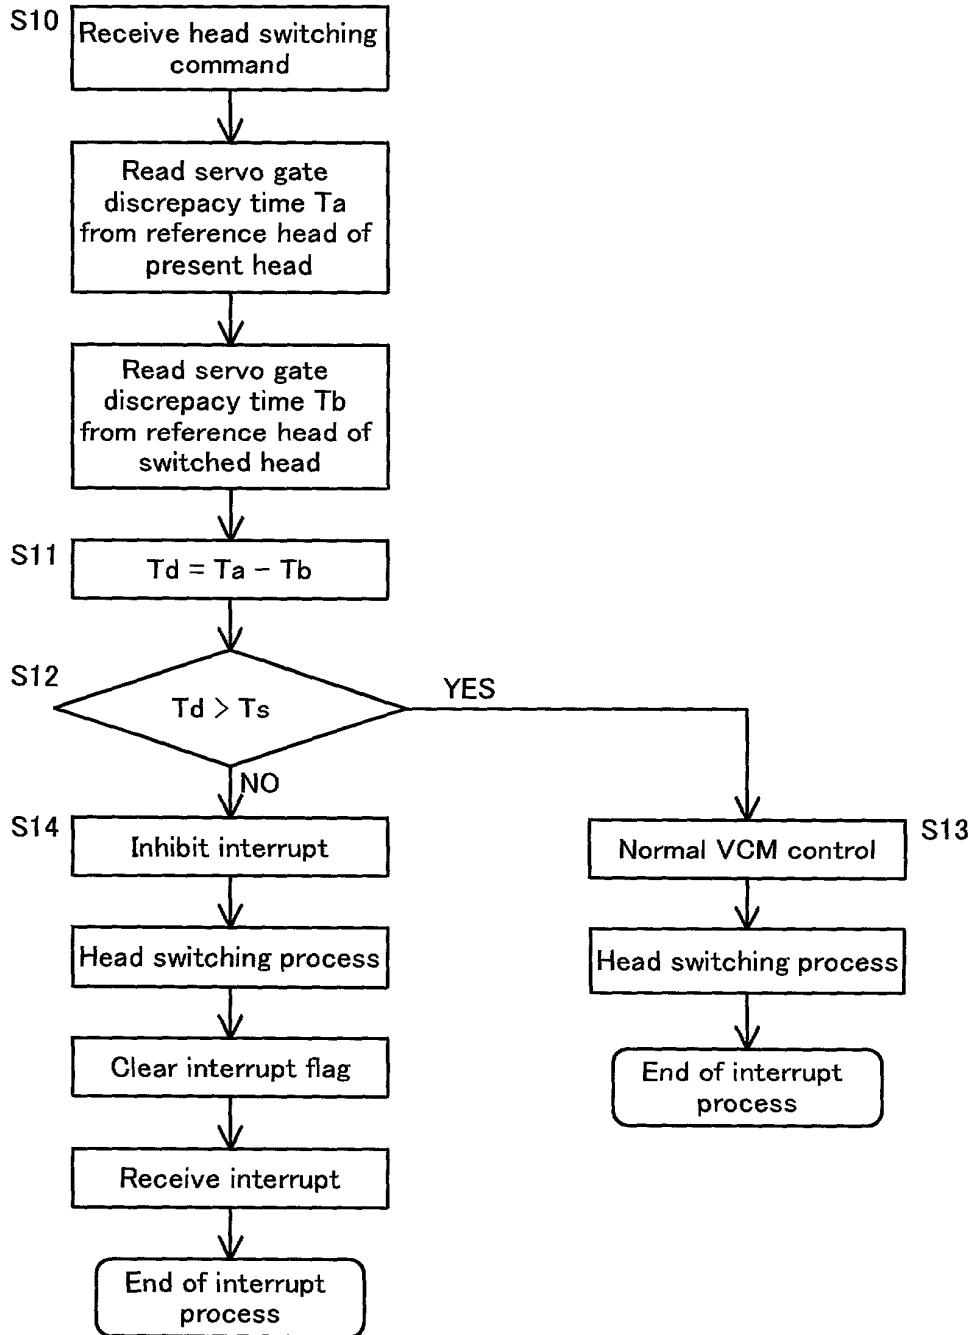 S10
Receive head switching
command
Read servo gate
discrepacy time Ta
from reference head of
present head
Read servo gate
discrepacy time Tb
from reference head of
switched head
S11
Td = Ta − Tb
S12
Td > Ts
YES
NO
S14
Inhibit interrupt
Normal VCM control
S13
Head switching process
Head switching process
Clear interrupt flag
End of interrupt
process
Receive interrupt
End of interrupt
process